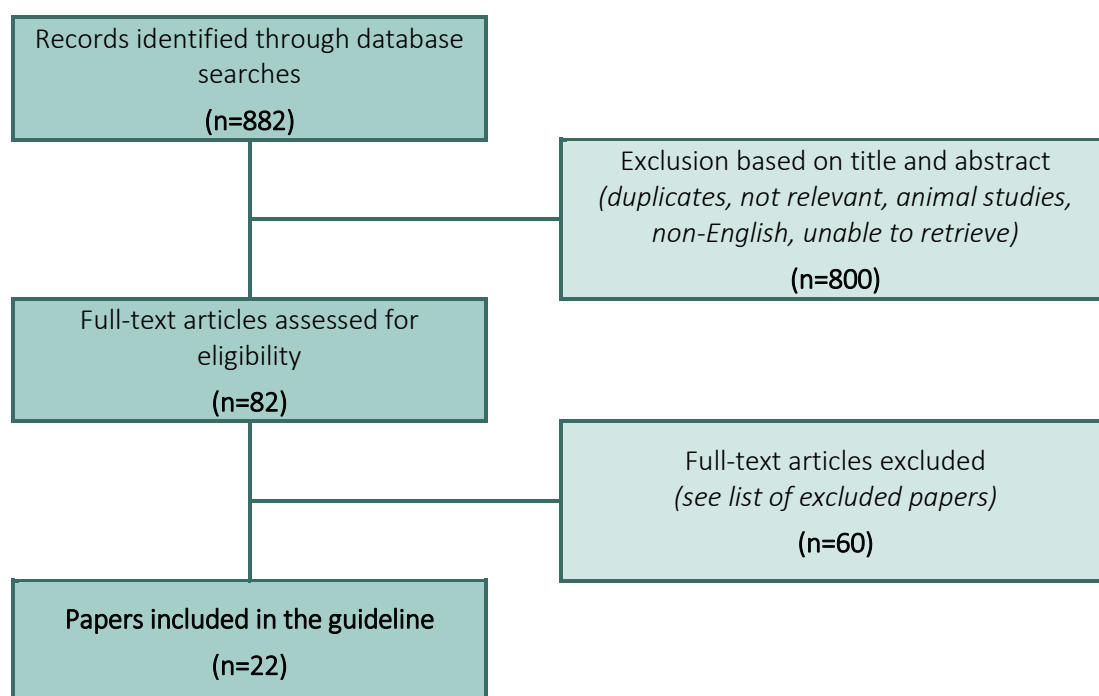 Records identified through database
searches
(n=882)
Exclusion based on title and abstract
(duplicates, not relevant, animal studies,
non-English, unable to retrieve)
(n=800)
Full-text articles assessed for
eligibility
(n=82)
Full-text articles excluded
(see list of excluded papers)
(n=60)
Papers included in the guideline
(n=22)